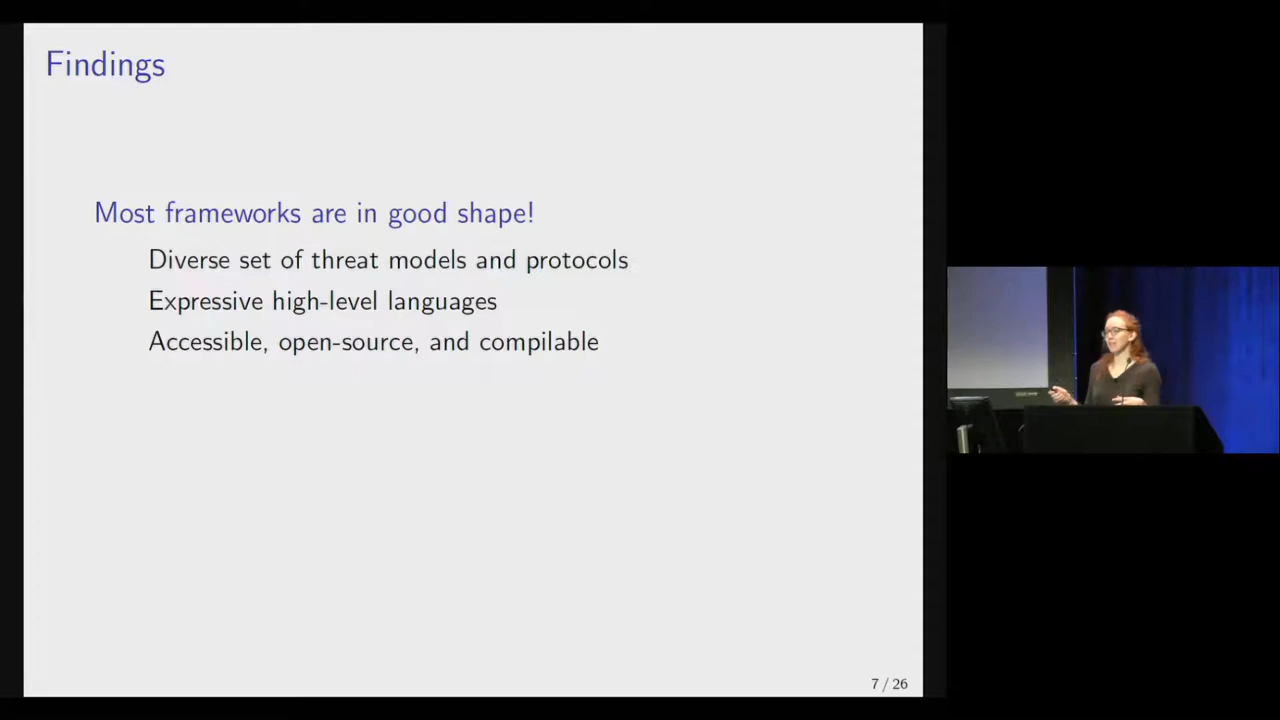 Findings
Most frameworks are in good shape!
Diverse set of threat models and protocols
Expressive high-level languages
Accessible, open-source, and compilable
7 / 26